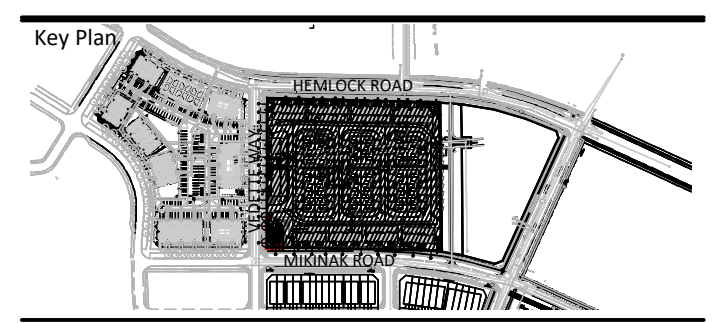 Key Plan
HEMLOCK ROAD
VEDETTE WAY
MIKINAK ROAD